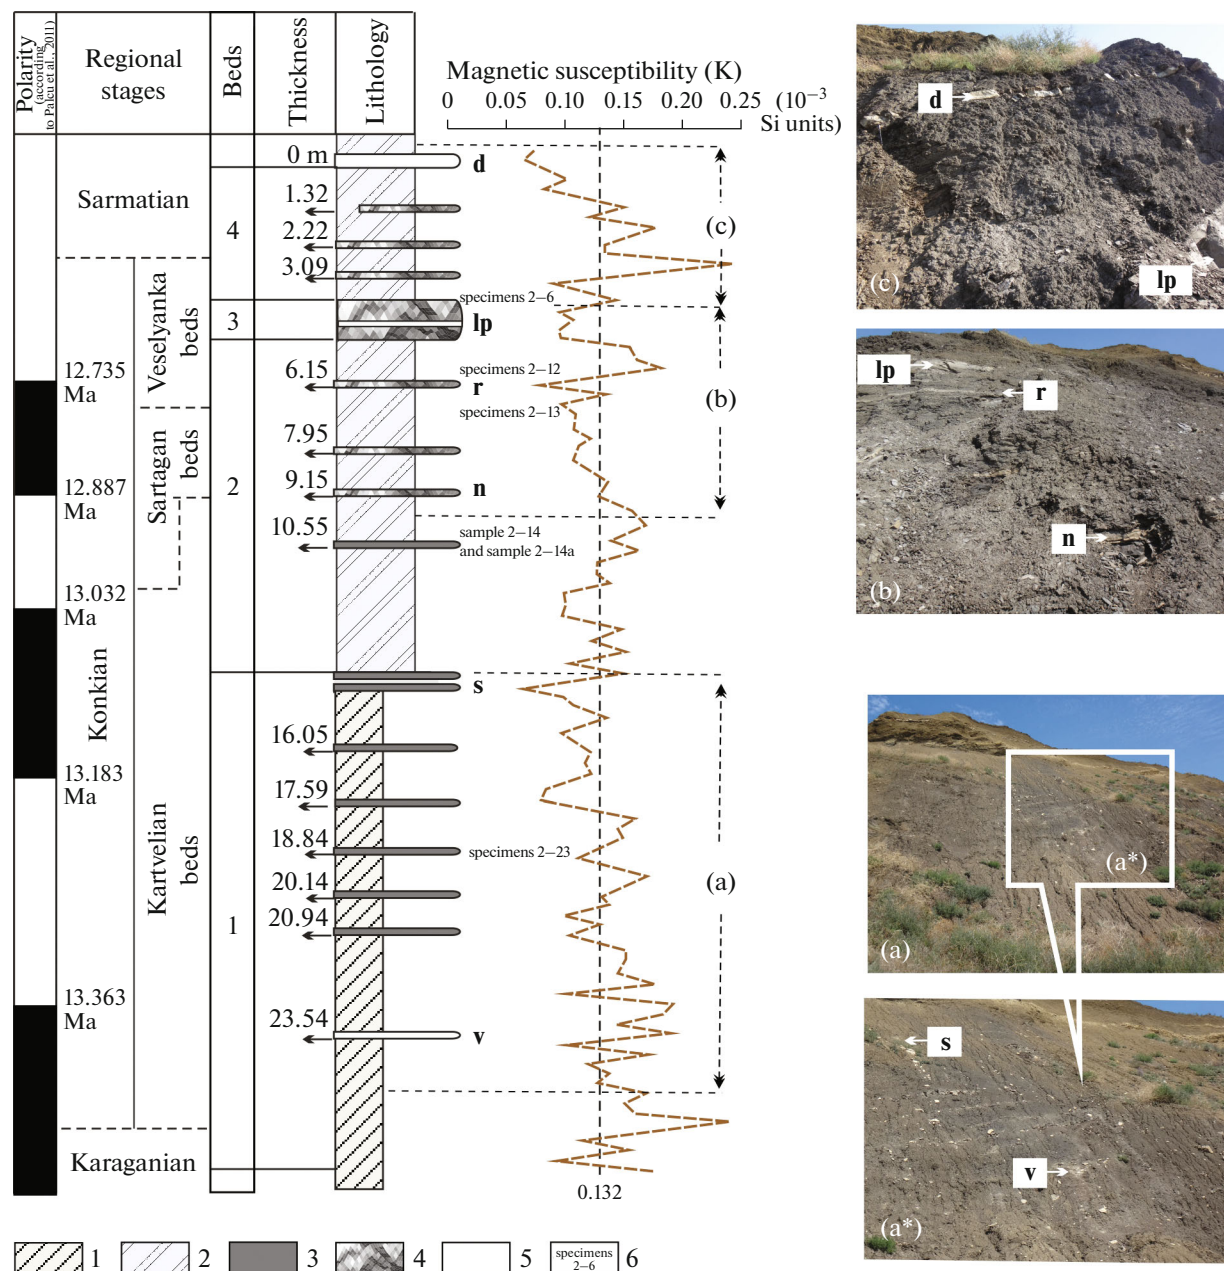 Polarity
(according
to Palcu et al., 2011)
Regional
stages
Beds
Thickness
Lithology
Magnetic susceptibility (K)
0 0.05 0.10 0.15 0.20 0.25 (10⁻³
Si units)
0 m
d
Sarmatian
1.32
4
2.22
(c)
3.09
Veselyanka
beds
specimens 2–6
3
lp
12.735
Ma
6.15
specimens 2–12
r
(b)
specimens 2–13
Sartagan
beds
7.95
12.887
Ma
2
9.15
n
10.55
sample 2–14
and sample 2–14a
13.032
Ma
Konkian
s
16.05
13.183
Ma
17.59
Kartvelian
beds
18.84
specimens 2–23
20.14
(a)
20.94
1
13.363
Ma
23.54
v
Karaganian
0.132
1
2
3
4
5
specimens
2–6
6
d
(c)
lp
lp
r
n
(b)
(a*)
(a)
s
v
(a*)